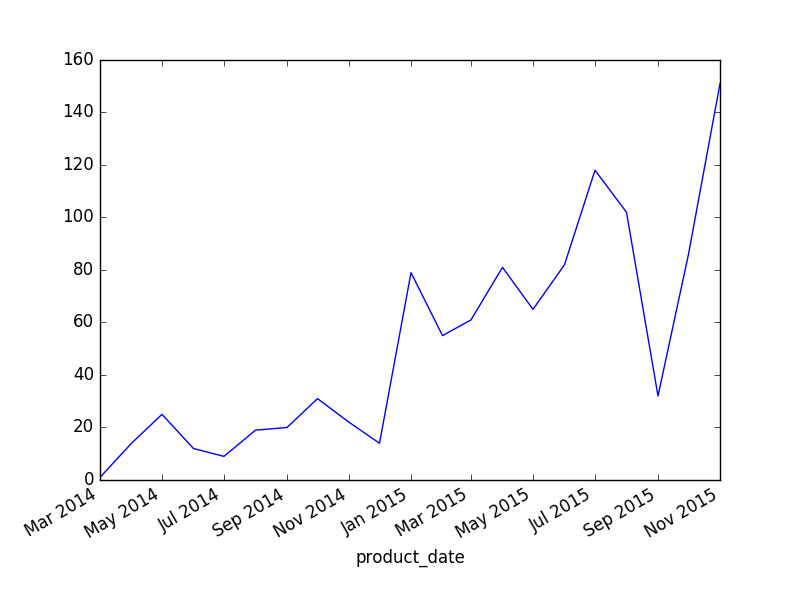 160
140
120
100
80
60
40
20
0
Mar 2014
May 2014
Jul 2014
Sep 2014
Nov 2014
Jan 2015
Mar 2015
May 2015
Jul 2015
Sep 2015
Nov 2015
product_date